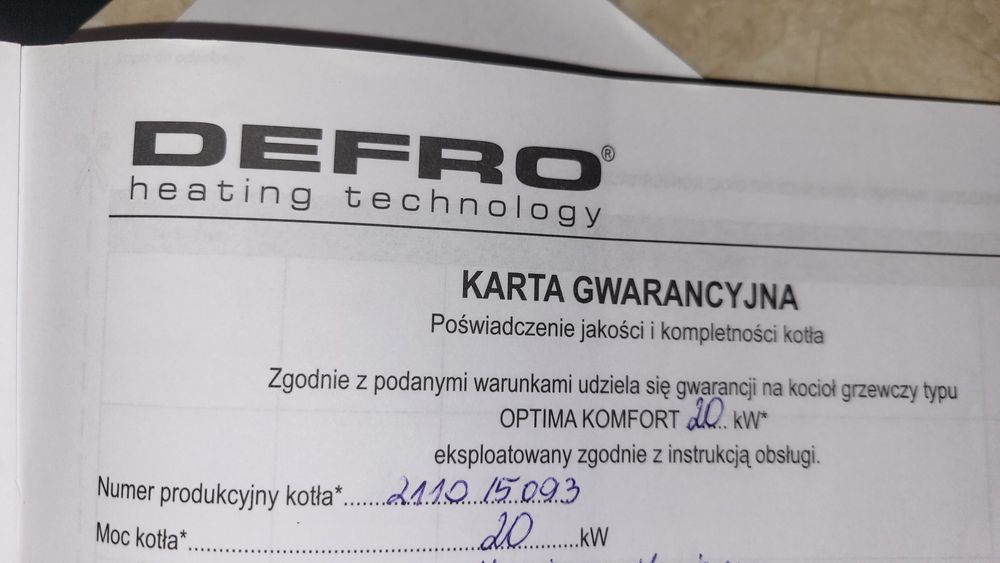 DEFRO®
heating technology
KARTA GWARANCYJNA
Poświadczenie jakości i kompletności kotła
Zgodnie z podanymi warunkami udziela się gwarancji na kocioł grzewczy typu
OPTIMA KOMFORT 20 kW*
eksploatowany zgodnie z instrukcją obsługi.
Numer produkcyjny kotła*......2110 15 093
Moc kotła*..........20..........kW